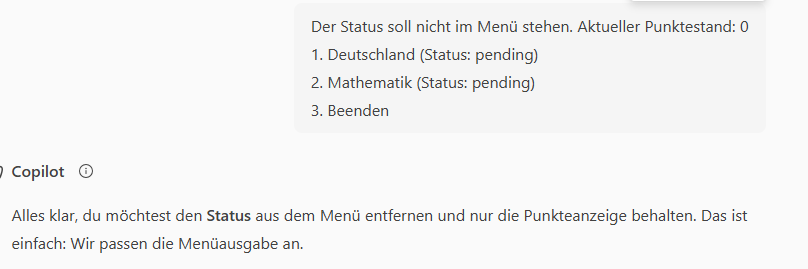 Der Status soll nicht im Menü stehen. Aktueller Punktestand: 0
1. Deutschland (Status: pending)
2. Mathematik (Status: pending)
3. Beenden
Copilot
Alles klar, du möchtest den Status aus dem Menü entfernen und nur die Punkteanzeige behalten. Das ist
einfach: Wir passen die Menüausgabe an.